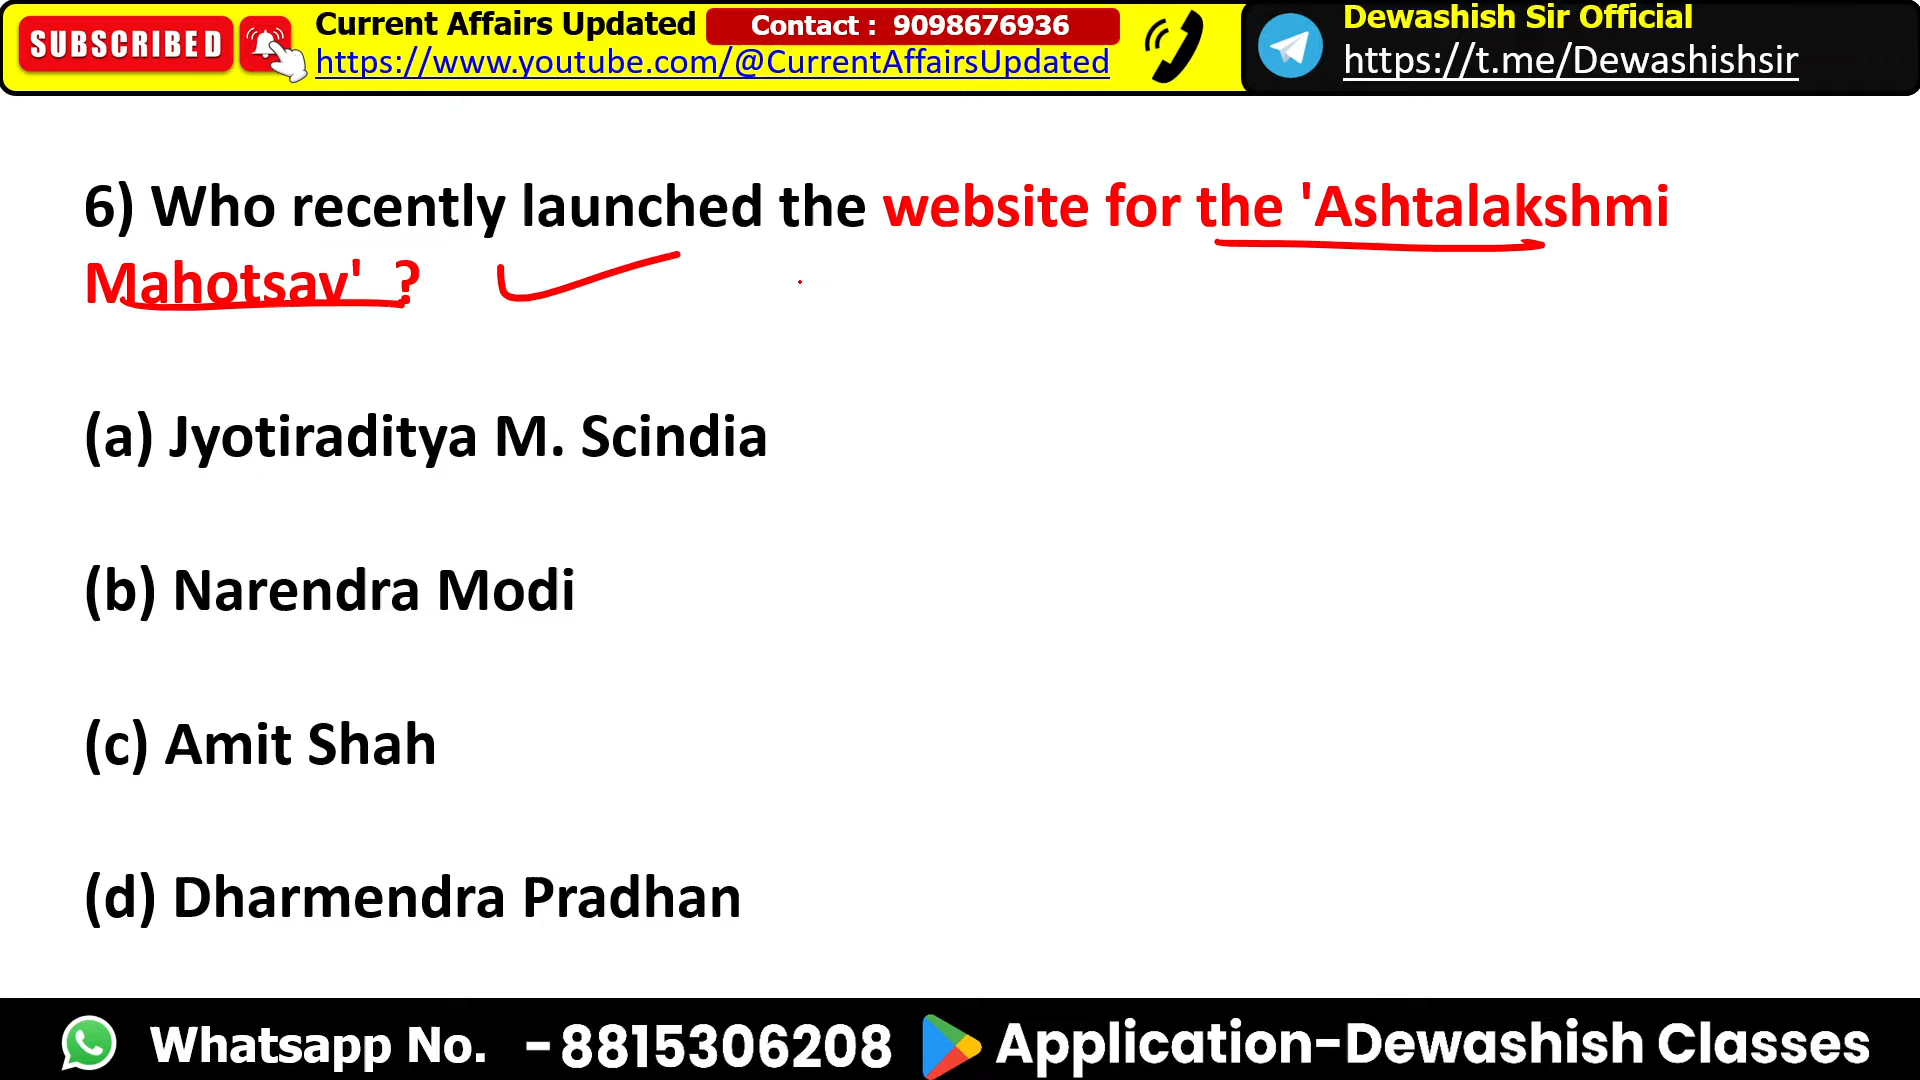 SUBSCRIBED
Current Affairs Updated
Contact : 9098676936
https://www.youtube.com/@CurrentAffairsUpdated
Dewashish Sir Official
https://t.me/Dewashishsir
6) Who recently launched the website for the 'Ashtalakshmi
Mahotsav' ?
(a) Jyotiraditya M. Scindia
(b) Narendra Modi
(c) Amit Shah
(d) Dharmendra Pradhan
Whatsapp No. -8815306208
Application-Dewashish Classes